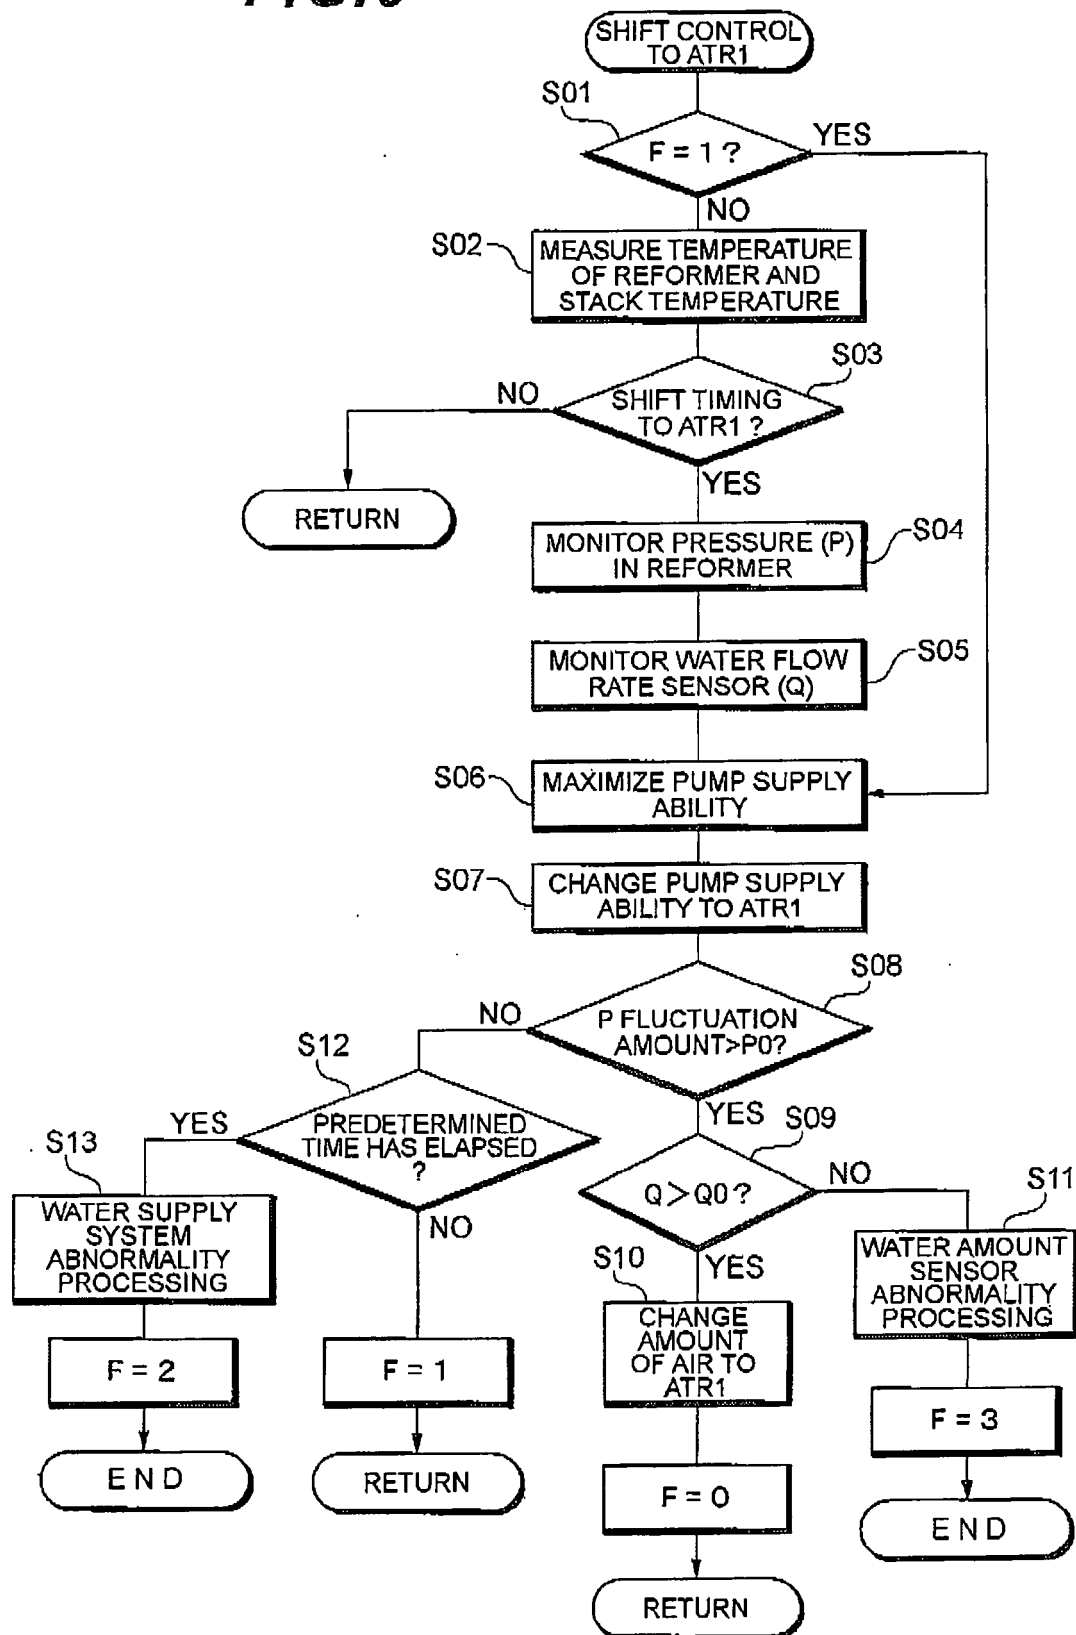 SHIFT CONTROL
TO ATR1
S01
F = 1 ?
YES
NO
S02
MEASURE TEMPERATURE
OF REFORMER AND
STACK TEMPERATURE
S03
SHIFT TIMING
TO ATR1 ?
NO
YES
RETURN
S04
MONITOR PRESSURE (P)
IN REFORMER
S05
MONITOR WATER FLOW
RATE SENSOR (Q)
S06
MAXIMIZE PUMP SUPPLY
ABILITY
S07
CHANGE PUMP SUPPLY
ABILITY TO ATR1
S08
P FLUCTUATION
AMOUNT>P0?
NO
YES
S12
PREDETERMINED
TIME HAS ELAPSED
?
YES
NO
S13
WATER SUPPLY
SYSTEM
ABNORMALITY
PROCESSING
F = 2
END
F = 1
RETURN
S09
Q > Q0 ?
NO
YES
S10
CHANGE
AMOUNT
OF AIR TO
ATR1
F = 0
RETURN
S11
WATER AMOUNT
SENSOR
ABNORMALITY
PROCESSING
F = 3
END